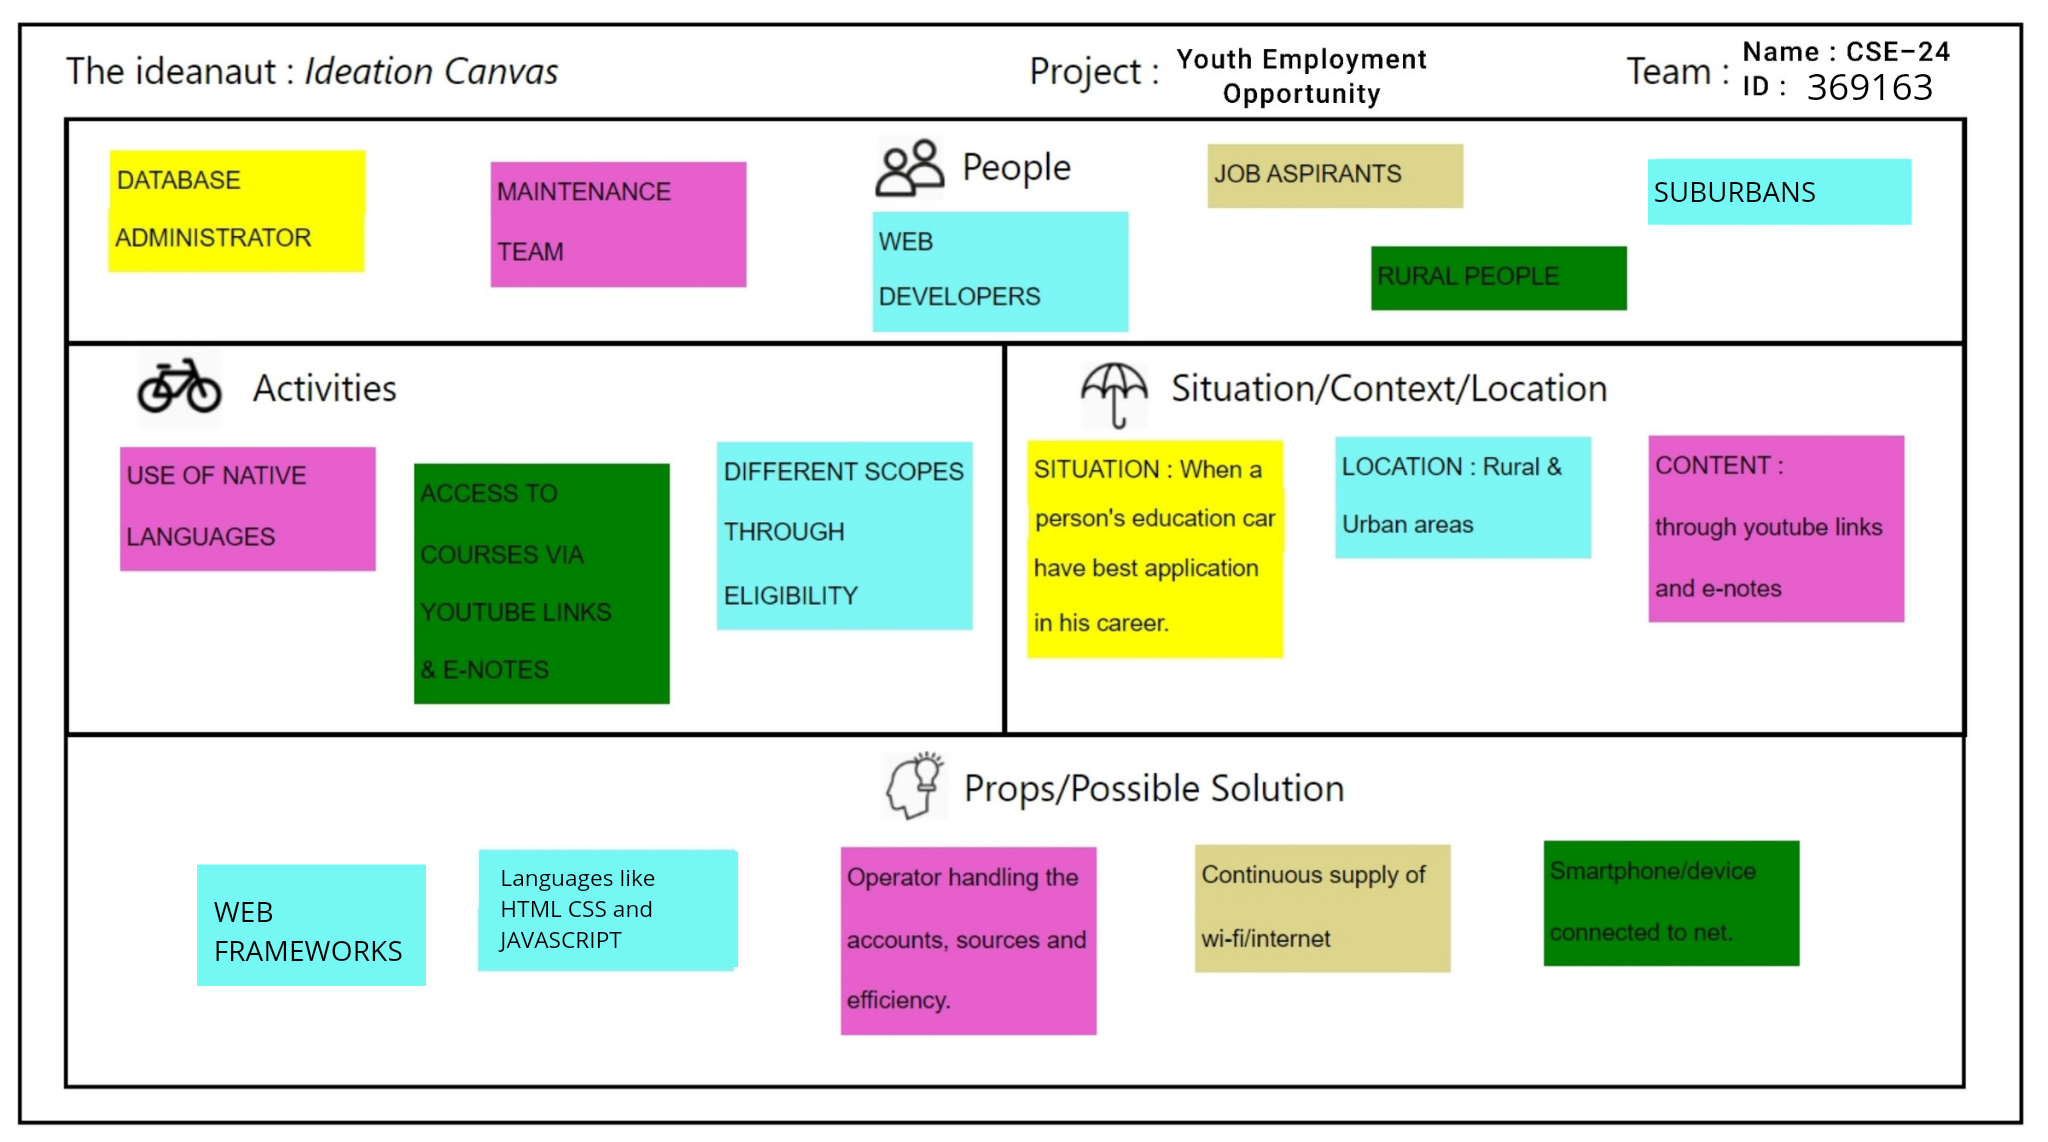 The ideanaut : Ideation Canvas
Project : Youth Employment
Opportunity
Team : Name : CSE-24
ID : 369163
People
DATABASE
ADMINISTRATOR
MAINTENANCE
TEAM
WEB
DEVELOPERS
JOB ASPIRANTS
RURAL PEOPLE
SUBURBANS
Activities
USE OF NATIVE
LANGUAGES
ACCESS TO
COURSES VIA
YOUTUBE LINKS
& E-NOTES
DIFFERENT SCOPES
THROUGH
ELIGIBILITY
Situation/Context/Location
SITUATION : When a
person's education car
have best application
in his career.
LOCATION : Rural &
Urban areas
CONTENT :
through youtube links
and e-notes
Props/Possible Solution
WEB
FRAMEWORKS
Languages like
HTML CSS and
JAVASCRIPT
Operator handling the
accounts, sources and
efficiency.
Continuous supply of
wi-fi/internet
Smartphone/device
connected to net.